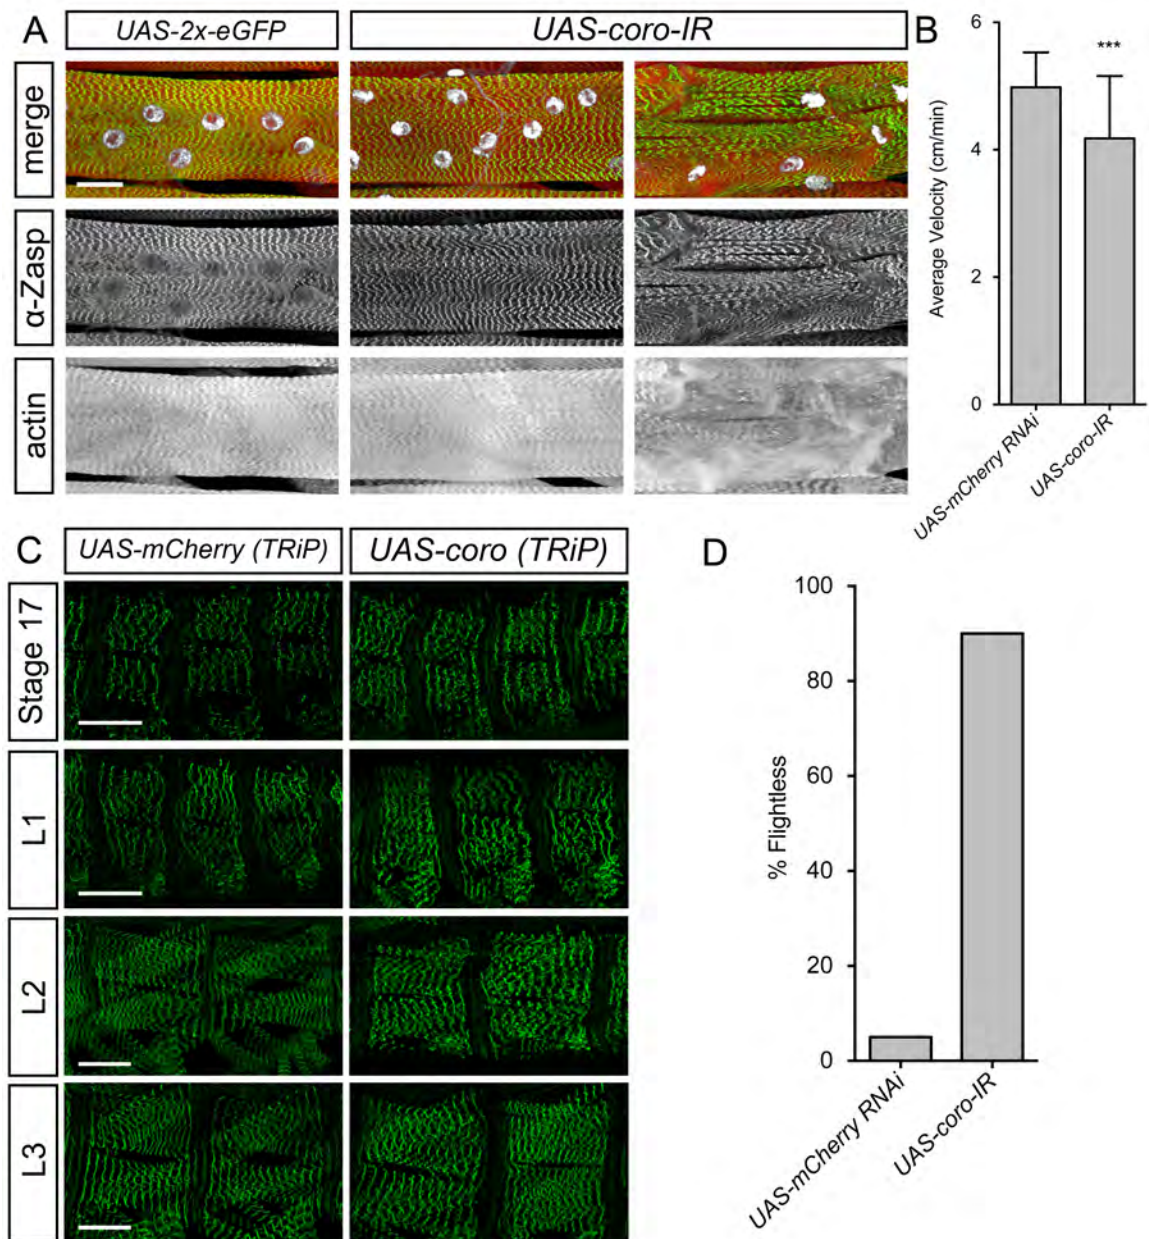 A
UAS-2x-eGFP
UAS-coro-IR
merge
α-Zasp
actin
B
Average Velocity (cm/min)
6
4
2
0
***
UAS-mCherry RNAi
UAS-coro-IR
C
UAS-mCherry (TRiP)
UAS-coro (TRiP)
Stage 17
L1
L2
L3
D
% Flightless
100
80
60
40
20
0
UAS-mCherry RNAi
UAS-coro-IR